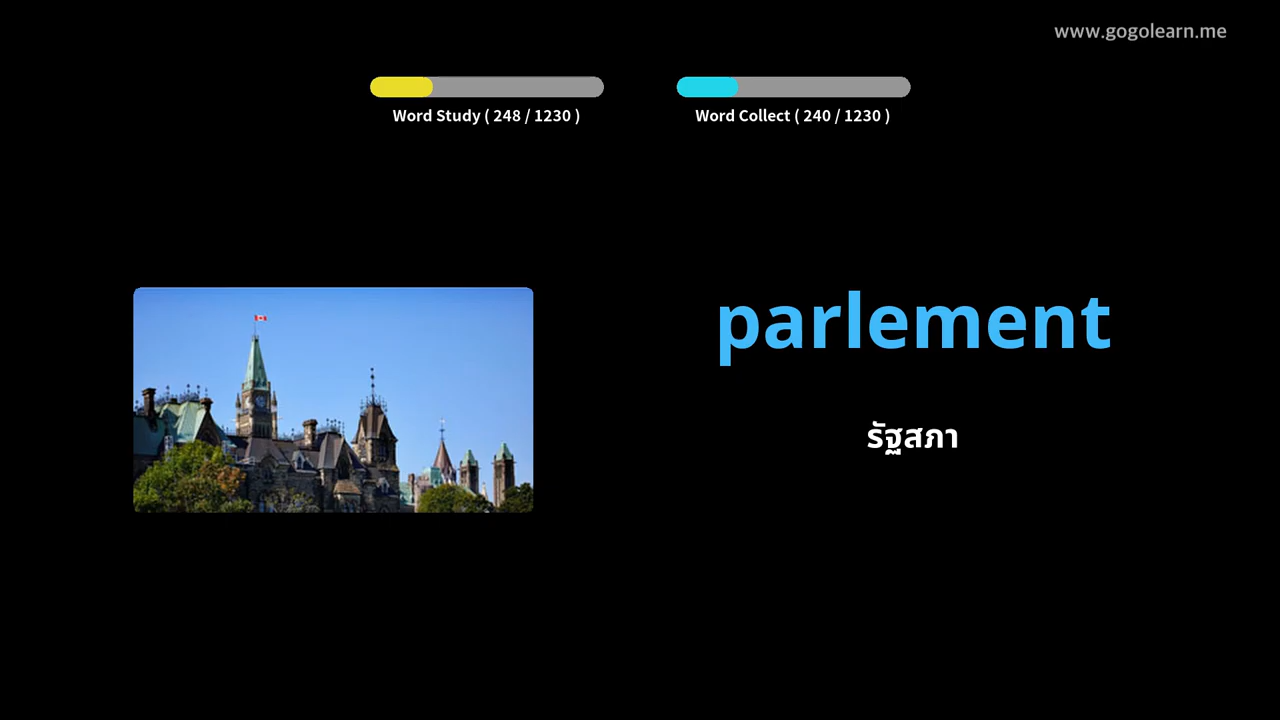 www.gogolearn.me
Word Study ( 248 / 1230 )
Word Collect ( 240 / 1230 )
parlement
รัฐสภา